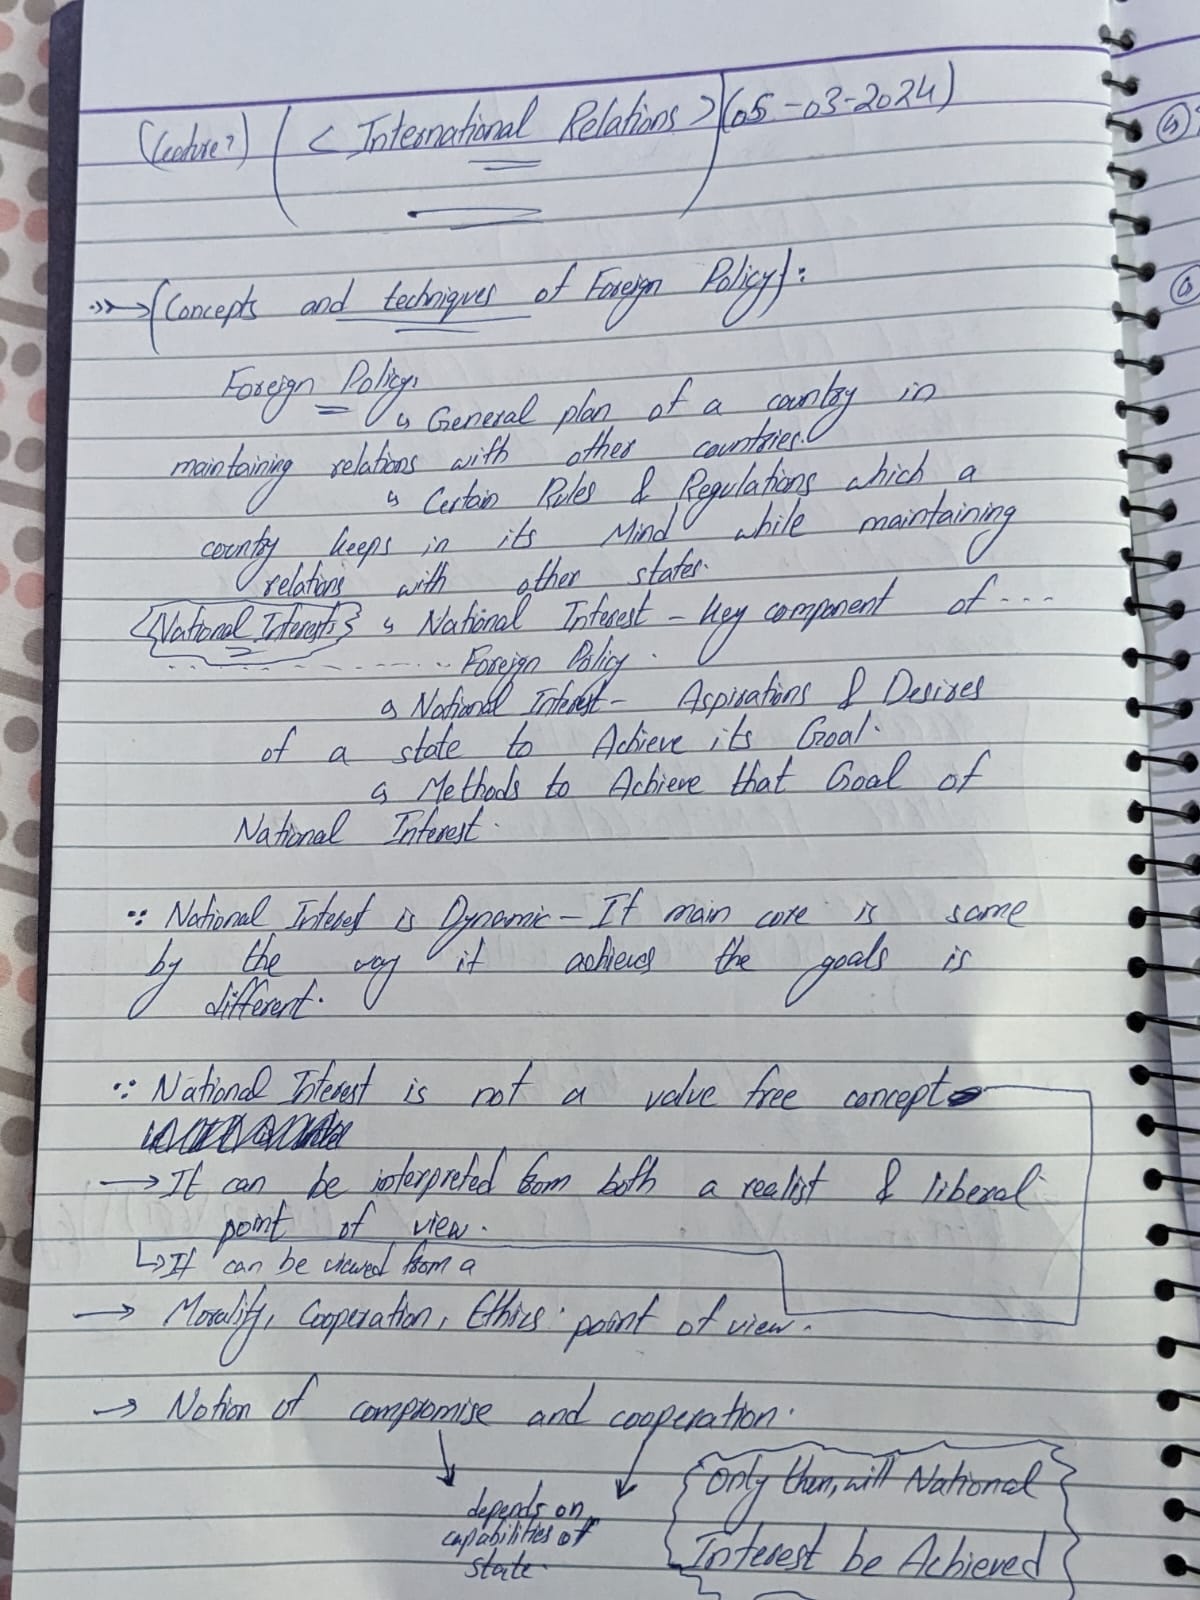 (Lecture 7) (< International Relations >) (05-03-2024)
→ (Concepts and techniques of Foreign Policy):
Foreign Policy,
↳ General plan of a country in
maintaining relations with other countries.
↳ Certain Rules & Regulations which a
country keeps in its Mind while maintaining
relations with other states.
{National Interests} ↳ National Interest - key component of ---
Foreign Policy.
↳ National Interest - Aspirations & Desires
of a state to Achieve its Goal.
↳ Methods to Achieve that Goal of
National Interest.
National Interest is Dynamic - It main core is same
by the way it achieves the goals is
different.
National Interest is not a value free concept
→ It can be interpreted from both a realist & liberal
point of view.
↳ It can be viewed from a
→ Morality, Cooperation, Ethics point of view.
→ Notion of compromise and cooperation.
depends on
capabilities of
state.
Only then, will National
Interest be Achieved